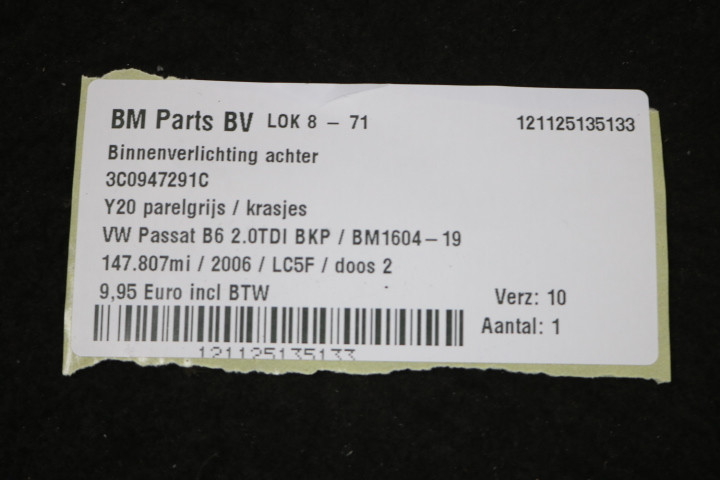 BM Parts BV LOK 8 - 71 121125135133
Binnenverlichting achter
3C0947291C
Y20 parelgrijs / krasjes
VW Passat B6 2.0TDI BKP / BM1604-19
147.807mi / 2006 / LC5F / doos 2
9,95 Euro incl BTW Verz: 10
Aantal: 1
121125135133